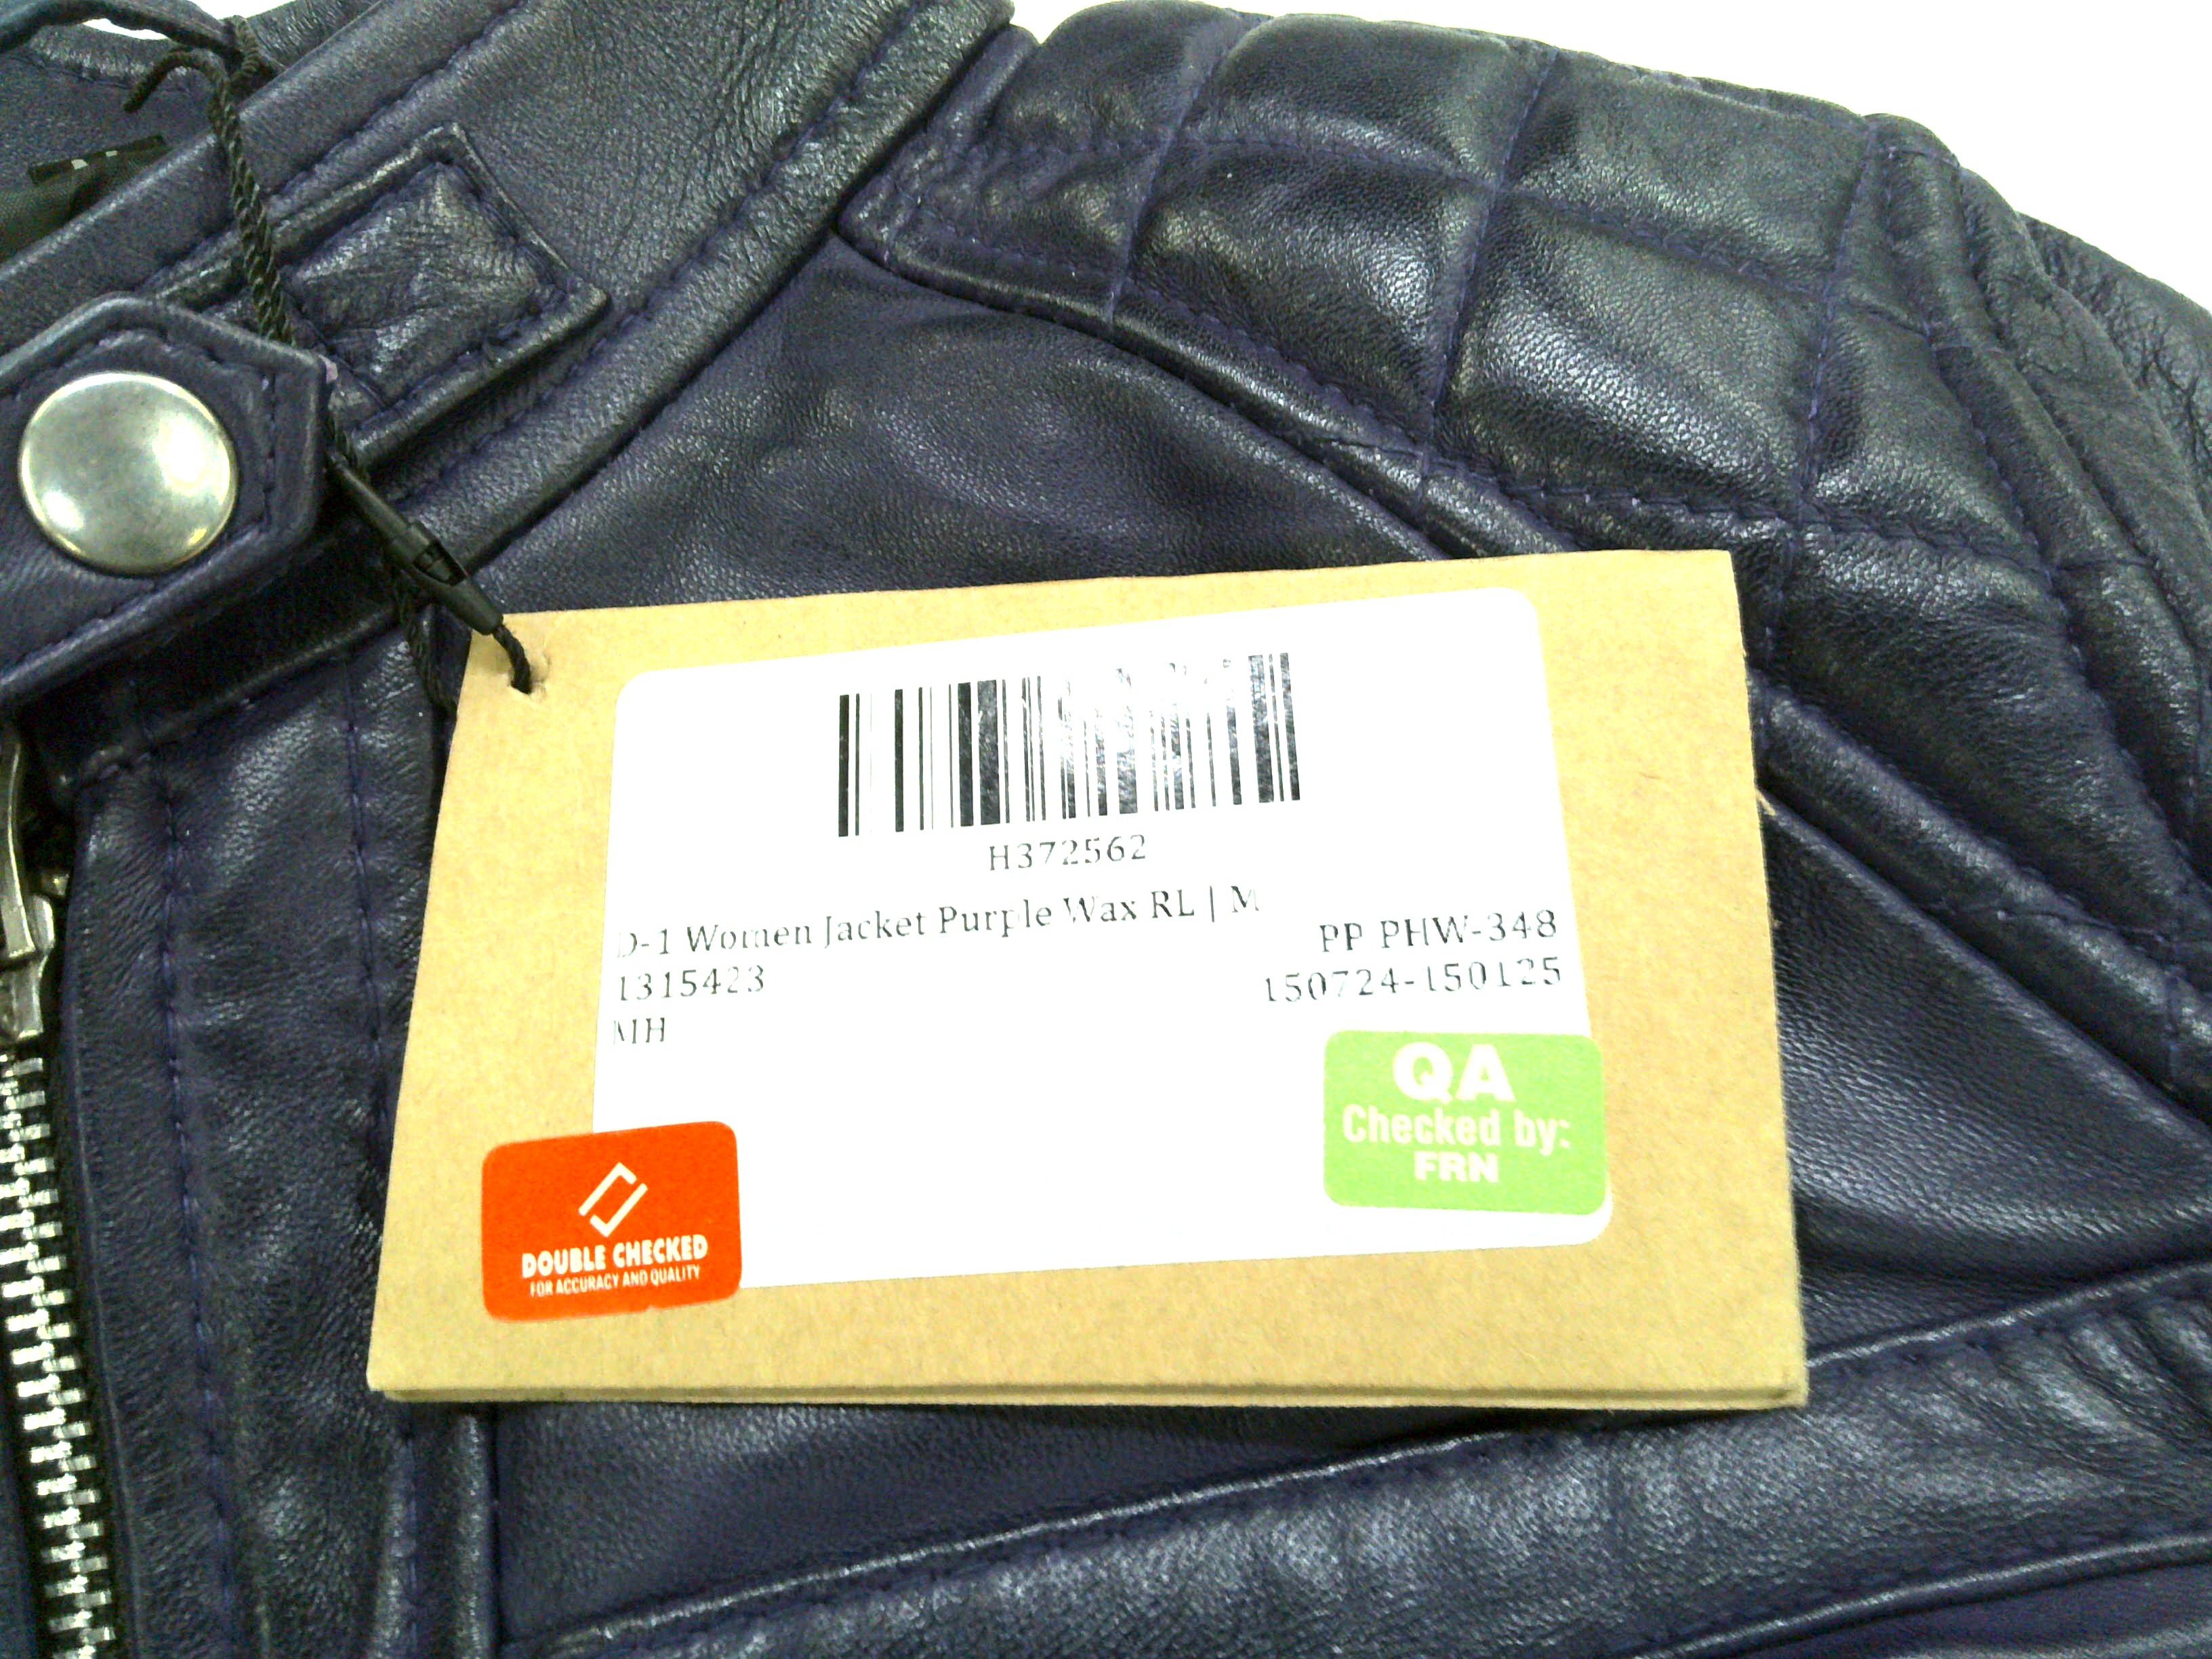 H372562
D-1 Women Jacket Purple Wax RL | M
PP PHW-348
1315423
150724-150125
MH
QA
Checked by:
FRN
DOUBLE CHECKED
FOR ACCURACY AND QUALITY